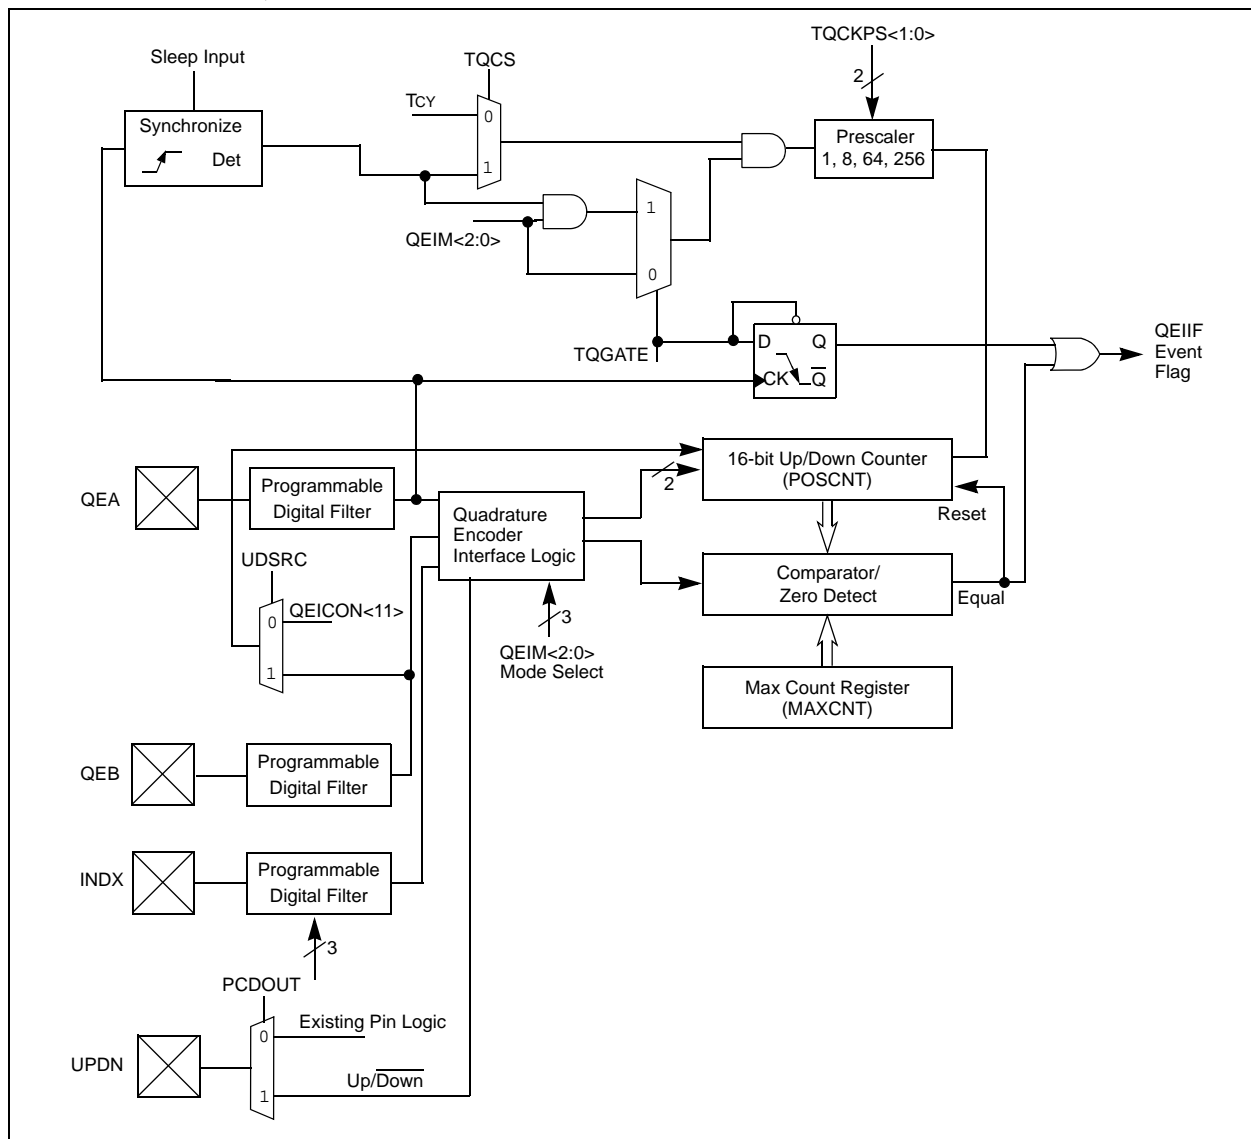 TQCKPS<1:0>
Sleep Input
TQCS
2
TCY
0
Synchronize
Det
Prescaler
1, 8, 64, 256
1
1
QEIM<2:0>
0
QEIIF
Event
Flag
D Q
TQGATE
CK Q
16-bit Up/Down Counter
(POSCNT)
QEA
Programmable
Digital Filter
2
Quadrature
Encoder
Interface Logic
Reset
UDSRC
Comparator/
Zero Detect
Equal
QEICON<11>
0
3
QEIM<2:0>
Mode Select
1
Max Count Register
(MAXCNT)
QEB
Programmable
Digital Filter
INDX
Programmable
Digital Filter
3
PCDOUT
Existing Pin Logic
0
UPDN
Up/Down
1